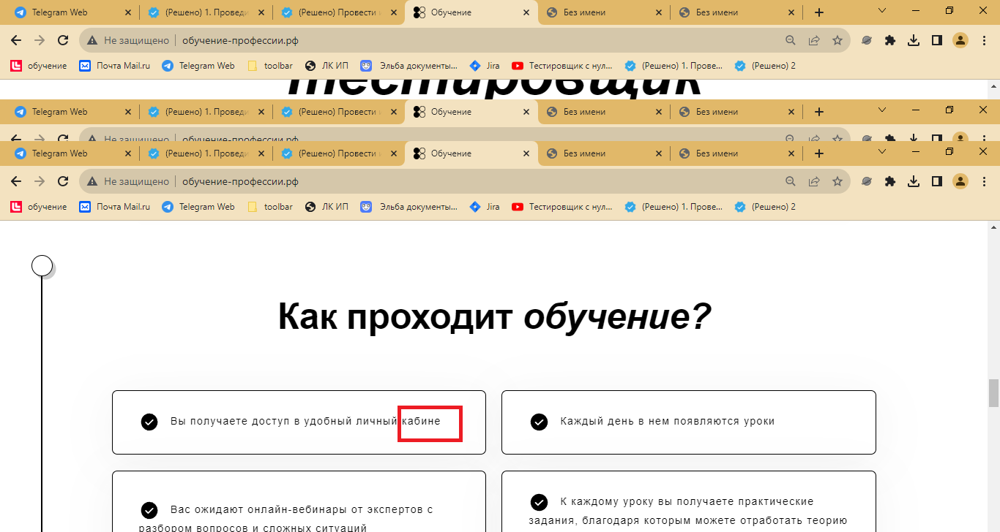 Telegram Web (Решено) 1. Провед (Решено) Провести Обучение Без имени Без имени
Не защищено обучение-профессии.рф
обучение Почта Mail.ru Telegram Web toolbar ЛК ИП Эльба документы... Jira Тестировщик с нул... (Решено) 1. Прове... (Решено) 2
тестировщик
Telegram Web (Решено) 1. Провед (Решено) Провести Обучение Без имени Без имени
Не защищено обучение-профессии.рф
Telegram Web (Решено) 1. Провед (Решено) Провести Обучение Без имени Без имени
Не защищено обучение-профессии.рф
обучение Почта Mail.ru Telegram Web toolbar ЛК ИП Эльба документы... Jira Тестировщик с нул... (Решено) 1. Прове... (Решено) 2
Как проходит обучение?
Вы получаете доступ в удобный личный кабине
Каждый день в нем появляются уроки
Вас ожидают онлайн-вебинары от экспертов с
разбором вопросов и сложных ситуаций
К каждому уроку вы получаете практические
задания, благодаря которым можете отработать теорию